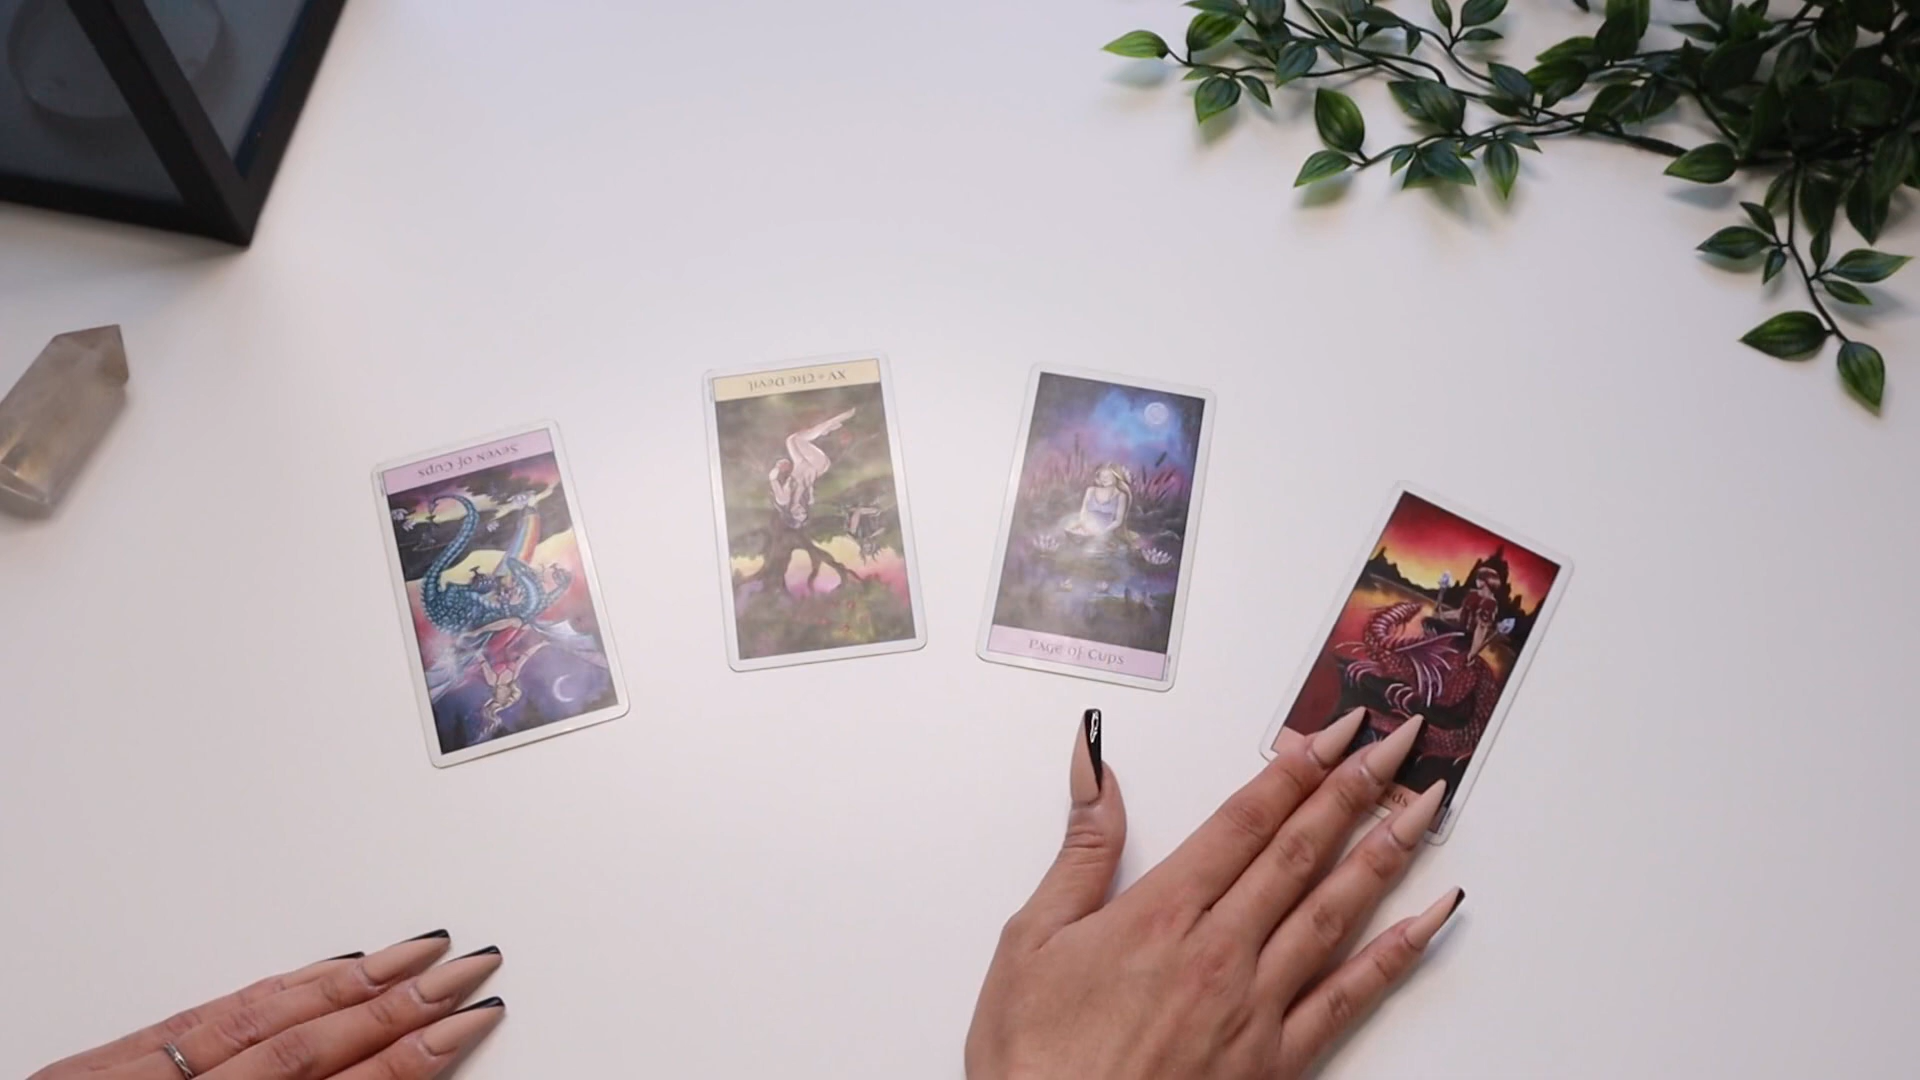 Seven of Cups
XV • The Devil
Page of Cups